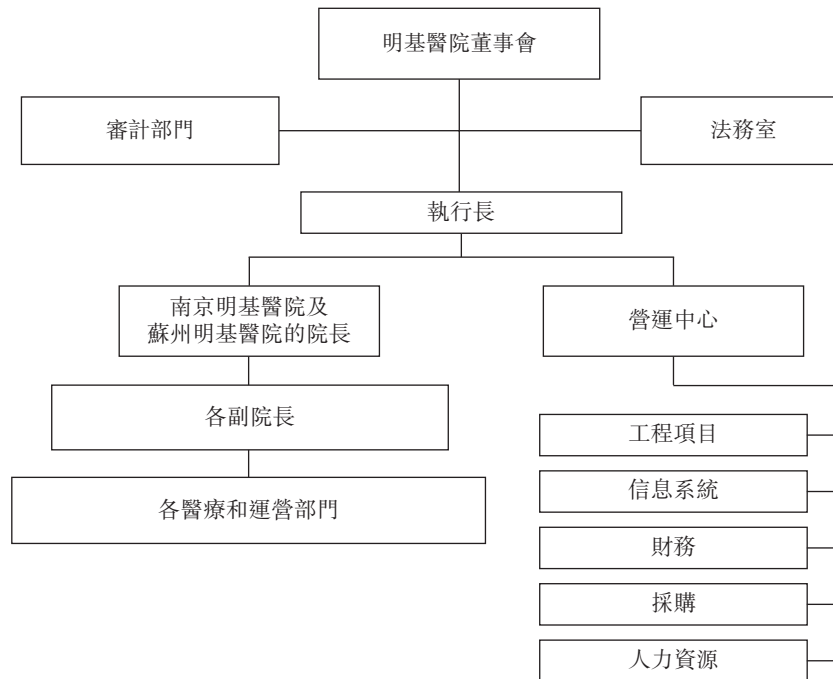 明基醫院董事會
審計部門
法務室
執行長
南京明基醫院及
蘇州明基醫院的院長
營運中心
各副院長
各醫療和運營部門
工程項目
信息系統
財務
採購
人力資源